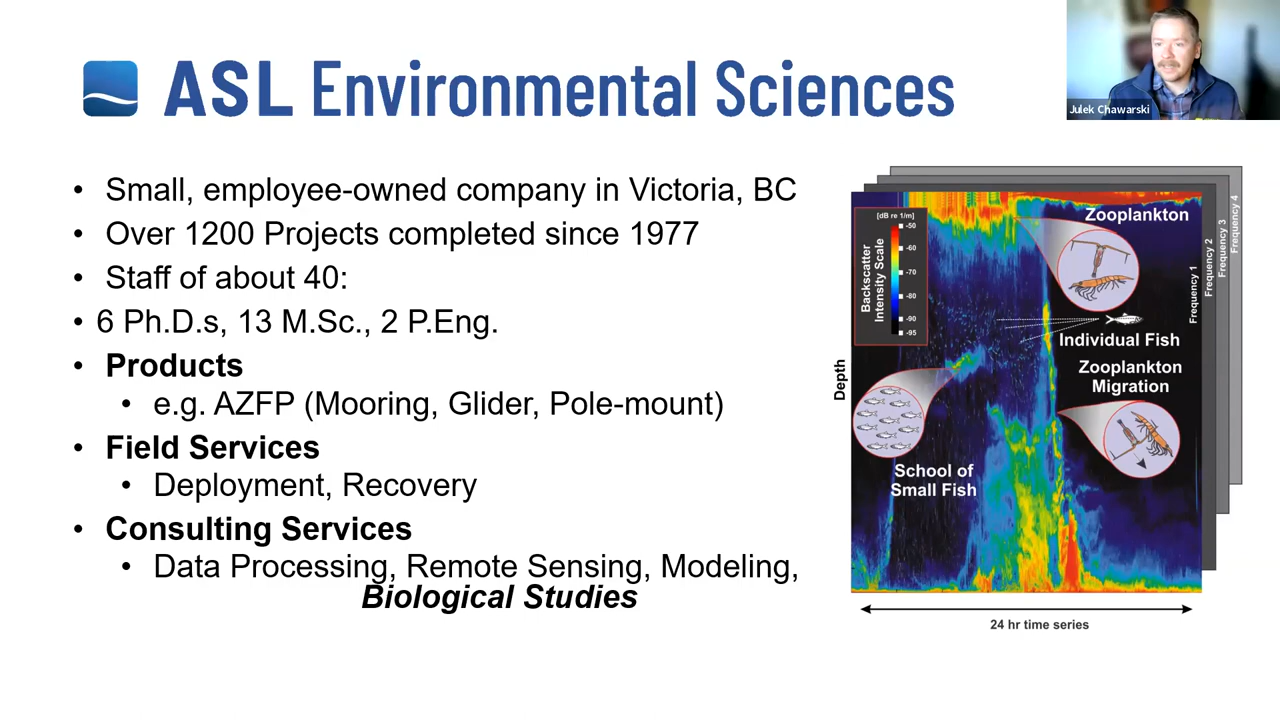 ASL Environmental Sciences
Julek Chawarski
• Small, employee-owned company in Victoria, BC
• Over 1200 Projects completed since 1977
• Staff of about 40:
• 6 Ph.D.s, 13 M.Sc., 2 P.Eng.
• Products
• e.g. AZFP (Mooring, Glider, Pole-mount)
• Field Services
• Deployment, Recovery
• Consulting Services
• Data Processing, Remote Sensing, Modeling,
Biological Studies
[dB re 1/m]
Backscatter
Intensity Scale
-50
-60
-70
-80
-90
-95
Zooplankton
Individual Fish
Zooplankton
Migration
School of
Small Fish
Frequency 1
Frequency 2
Frequency 3
Frequency 4
Depth
24 hr time series